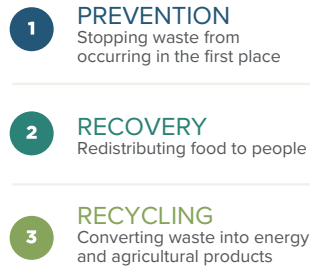 1
PREVENTION
Stopping waste from
occurring in the first place
2
RECOVERY
Redistributing food to people
3
RECYCLING
Converting waste into energy
and agricultural products